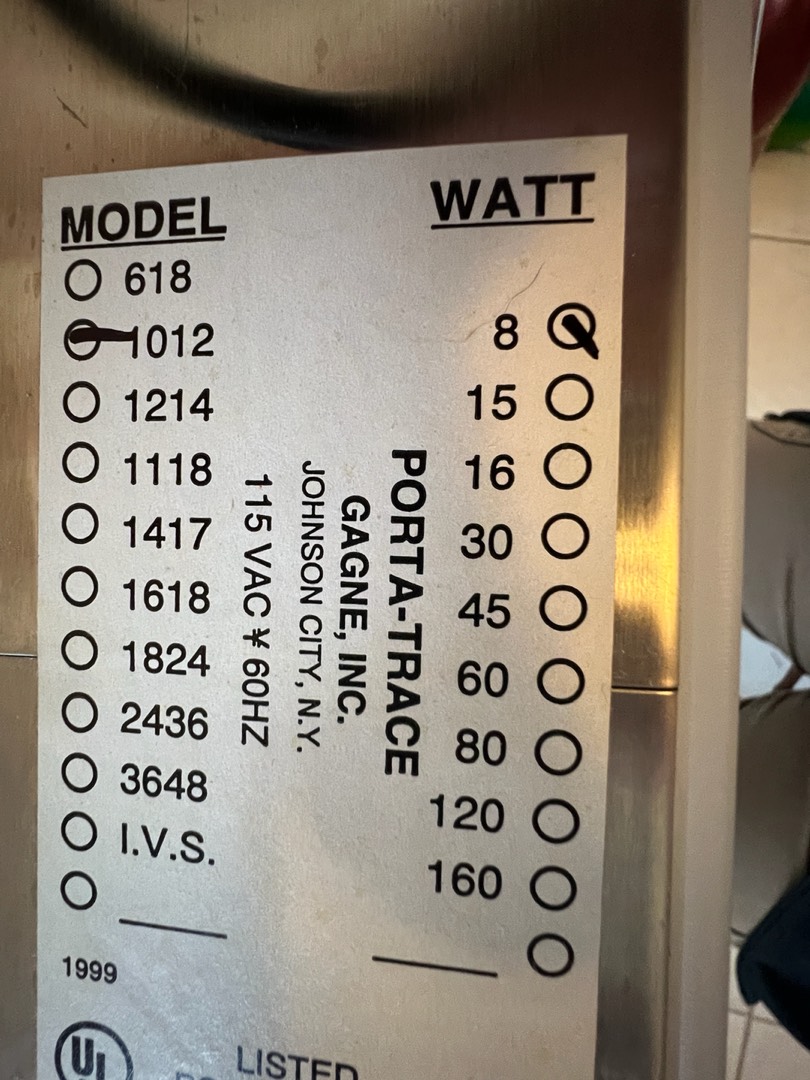 MODEL
618
1012
1214
1118
1417
1618
1824
2436
3648
I.V.S.
WATT
8
15
16
30
45
60
80
120
160
PORTA-TRACE
GAGNE, INC.
JOHNSON CITY, N.Y.
115 VAC ¥ 60HZ
1999
UL
LISTED